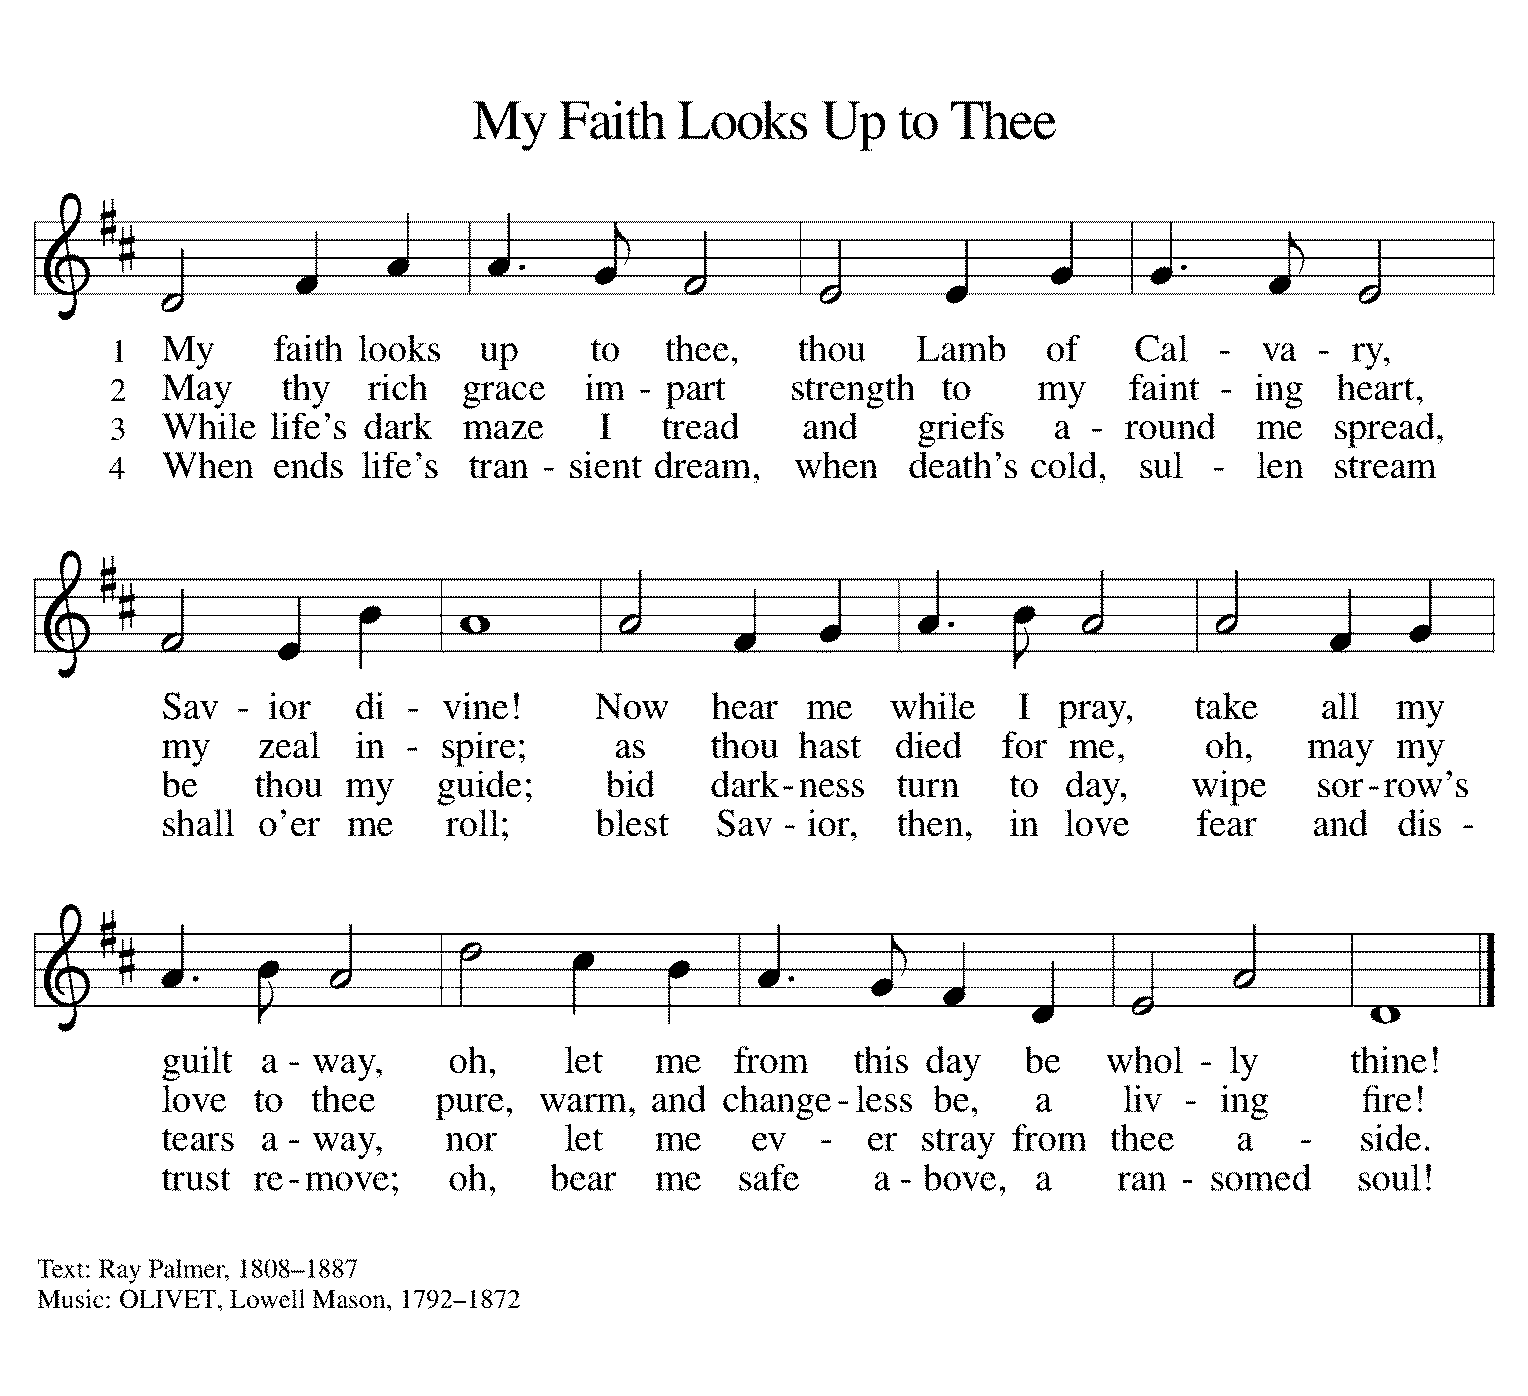 My Faith Looks Up to Thee
1 My faith looks up to thee, thou Lamb of Cal - va - ry,
2 May thy rich grace im - part strength to my faint - ing heart,
3 While life's dark maze I tread and griefs a - round me spread,
4 When ends life's tran - sient dream, when death's cold, sul - len stream
Sav - ior di - vine! Now hear me while I pray, take all my
my zeal in - spire; as thou hast died for me, oh, may my
be thou my guide; bid dark - ness turn to day, wipe sor - row's
shall o'er me roll; blest Sav - ior, then, in love fear and dis -
guilt a - way, oh, let me from this day be whol - ly thine!
love to thee pure, warm, and change - less be, a liv - ing fire!
tears a - way, nor let me ev - er stray from thee a - side.
trust re - move; oh, bear me safe a - bove, a ran - somed soul!
Text: Ray Palmer, 1808–1887
Music: OLIVET, Lowell Mason, 1792–1872